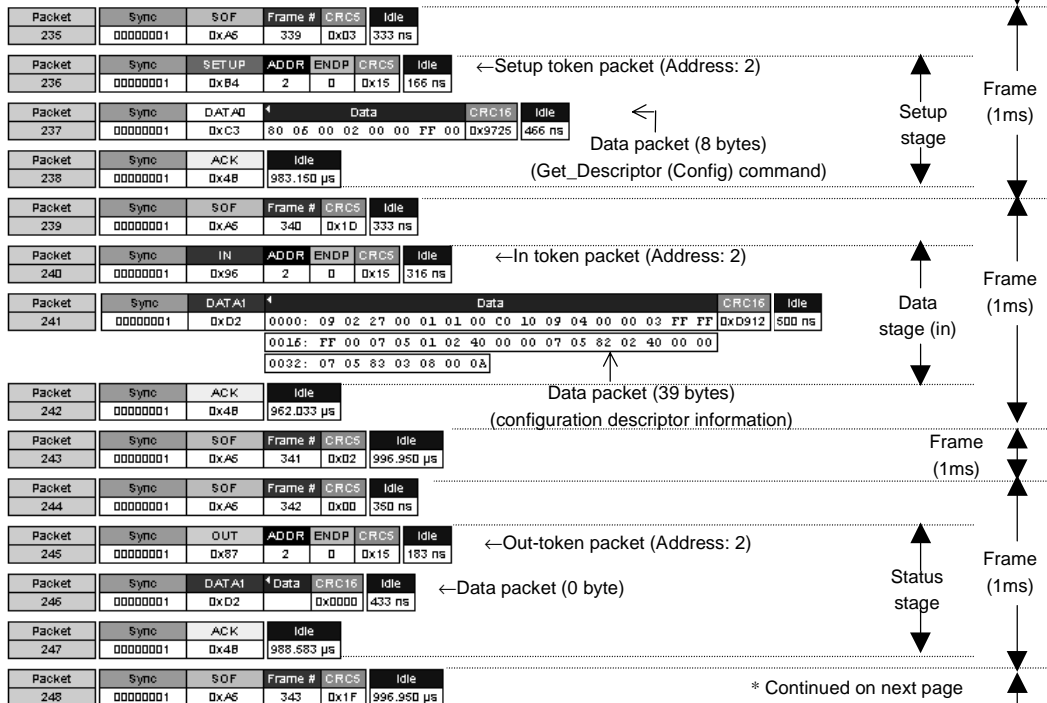 Packet Sync SOF Frame # CRC5 Idle
235 00000001 0xA5 339 0x03 333 ns
Packet Sync SETUP ADDR ENDP CRC5 Idle
236 00000001 0xB4 2 0 0x15 166 ns
←Setup token packet (Address: 2)
Packet Sync DATA0 Data CRC16 Idle
237 00000001 0xC3 80 06 00 02 00 00 FF 00 0x9725 466 ns
Data packet (8 bytes)
(Get_Descriptor (Config) command)
Packet Sync ACK Idle
238 00000001 0x4B 983.150 µs
Setup
stage
Frame
(1ms)
Packet Sync SOF Frame # CRC5 Idle
239 00000001 0xA5 340 0x1D 333 ns
Packet Sync IN ADDR ENDP CRC5 Idle
240 00000001 0x96 2 0 0x15 316 ns
←In token packet (Address: 2)
Packet Sync DATA1 Data CRC16 Idle
241 00000001 0xD2 0000: 09 02 27 00 01 01 00 C0 10 09 04 00 00 03 FF FF 0xD912 500 ns
0016: FF 00 07 05 01 02 40 00 00 07 05 82 02 40 00 00
0032: 07 05 83 03 08 00 0A
Data packet (39 bytes)
(configuration descriptor information)
Packet Sync ACK Idle
242 00000001 0x4B 962.033 µs
Data
stage (in)
Frame
(1ms)
Packet Sync SOF Frame # CRC5 Idle
243 00000001 0xA5 341 0x02 996.950 µs
Frame
(1ms)
Packet Sync SOF Frame # CRC5 Idle
244 00000001 0xA5 342 0x00 350 ns
Packet Sync OUT ADDR ENDP CRC5 Idle
245 00000001 0x87 2 0 0x15 183 ns
←Out-token packet (Address: 2)
Packet Sync DATA1 Data CRC16 Idle
246 00000001 0xD2 0x0000 433 ns
←Data packet (0 byte)
Packet Sync ACK Idle
247 00000001 0x4B 988.583 µs
Status
stage
Frame
(1ms)
Packet Sync SOF Frame # CRC5 Idle
248 00000001 0xA5 343 0x1F 996.950 µs
* Continued on next page